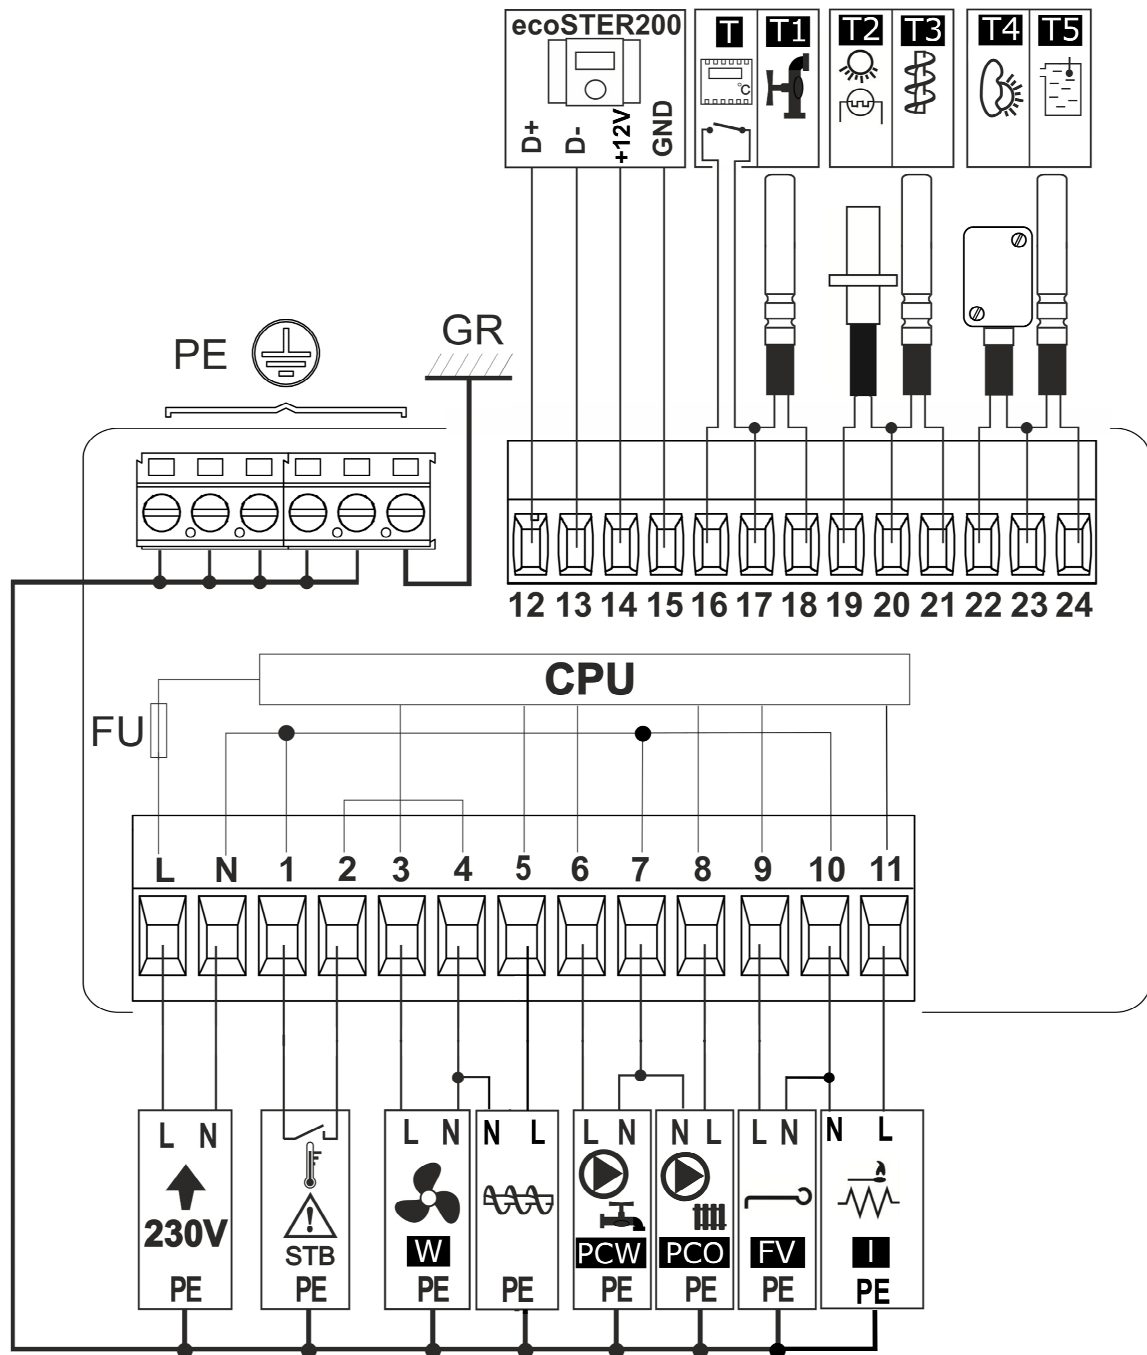 ecoSTER200 T T1 T2 T3 T4 T5
°C
D+ D- +12V GND
PE GR
12 13 14 15 16 17 18 19 20 21 22 23 24
CPU
FU
L N 1 2 3 4 5 6 7 8 9 10 11
L N L N N L L N N L L N N L
230V STB W PCW PCO FV I
PE PE PE PE PE PE PE PE